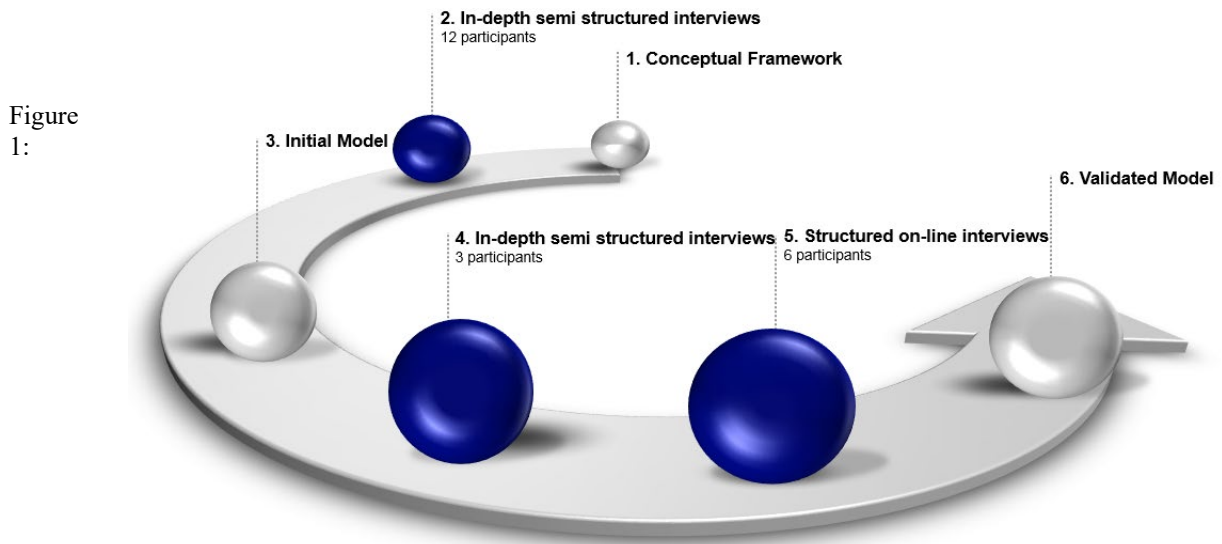 Figure
1:
2. In-depth semi structured interviews
12 participants
1. Conceptual Framework
3. Initial Model
6. Validated Model
4. In-depth semi structured interviews
3 participants
5. Structured on-line interviews
6 participants